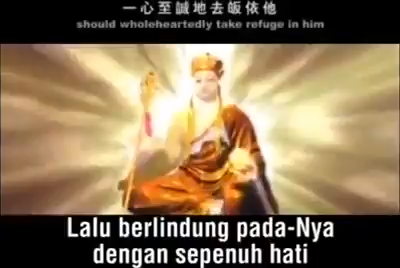 一心至誠地去皈依他
should wholeheartedly take refuge in him
Lalu berlindung pada-Nya
dengan sepenuh hati